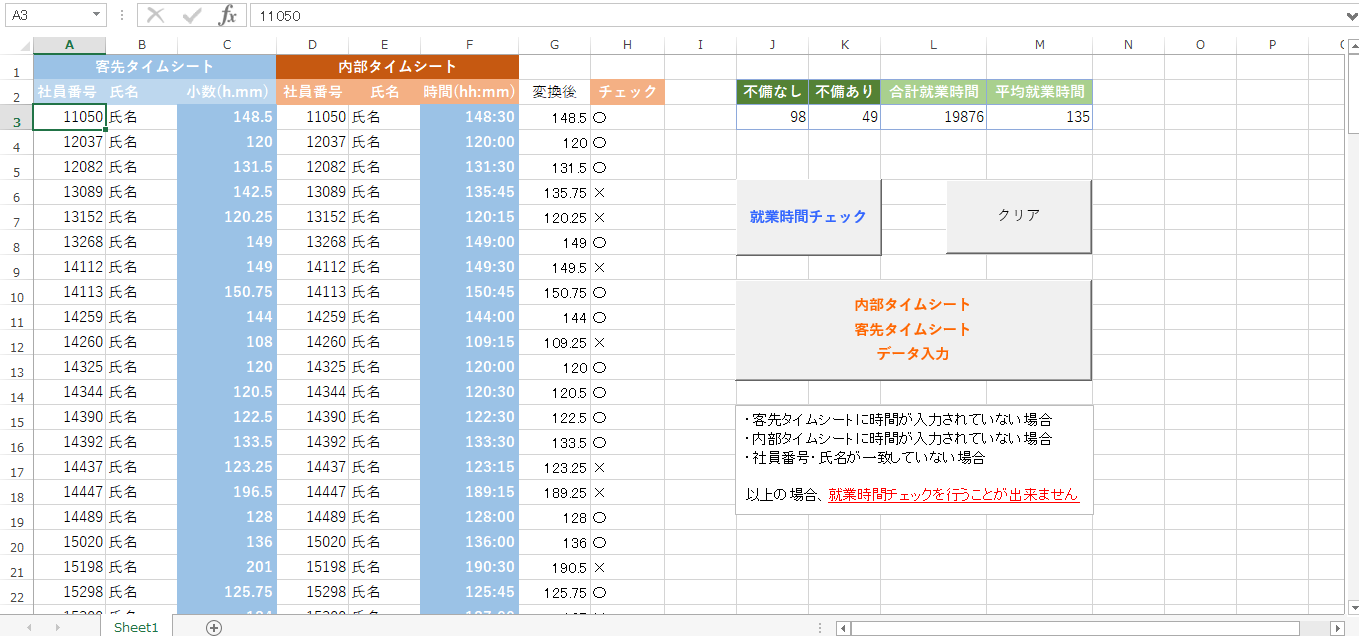 A3 fx 11050
A B C D E F G H I J K L M N O P
1 客先タイムシート 内部タイムシート
2 社員番号 氏名 小数(h.mm) 社員番号 氏名 時間(hh:mm) 変換後 チェック 不備なし 不備あり 合計就業時間 平均就業時間
3 11050 氏名 148.5 11050 氏名 148:30 148.5 〇 98 49 19876 135
4 12037 氏名 120 12037 氏名 120:00 120 〇
5 12082 氏名 131.5 12082 氏名 131:30 131.5 〇
6 13089 氏名 142.5 13089 氏名 135:45 135.75 ×
7 13152 氏名 120.25 13152 氏名 120:15 120.25 ×
就業時間チェック クリア
8 13268 氏名 149 13268 氏名 149:00 149 〇
9 14112 氏名 149 14112 氏名 149:30 149.5 ×
10 14113 氏名 150.75 14113 氏名 150:45 150.75 〇
11 14259 氏名 144 14259 氏名 144:00 144 〇
12 14260 氏名 108 14260 氏名 109:15 109.25 ×
13 14325 氏名 120 14325 氏名 120:00 120 〇
内部タイムシート
客先タイムシート
データ入力
14 14344 氏名 120.5 14344 氏名 120:30 120.5 〇
15 14390 氏名 122.5 14390 氏名 122:30 122.5 〇
16 14392 氏名 133.5 14392 氏名 133:30 133.5 〇
17 14437 氏名 123.25 14437 氏名 123:15 123.25 ×
18 14447 氏名 196.5 14447 氏名 189:15 189.25 ×
19 14489 氏名 128 14489 氏名 128:00 128 〇
20 15020 氏名 136 15020 氏名 136:00 136 〇
21 15198 氏名 201 15198 氏名 190:30 190.5 ×
22 15298 氏名 125.75 15298 氏名 125:45 125.75 〇
・客先タイムシートに時間が入力されていない場合
・内部タイムシートに時間が入力されていない場合
・社員番号・氏名が一致していない場合
以上の場合、就業時間チェックを行うことが出来ません
Sheet1